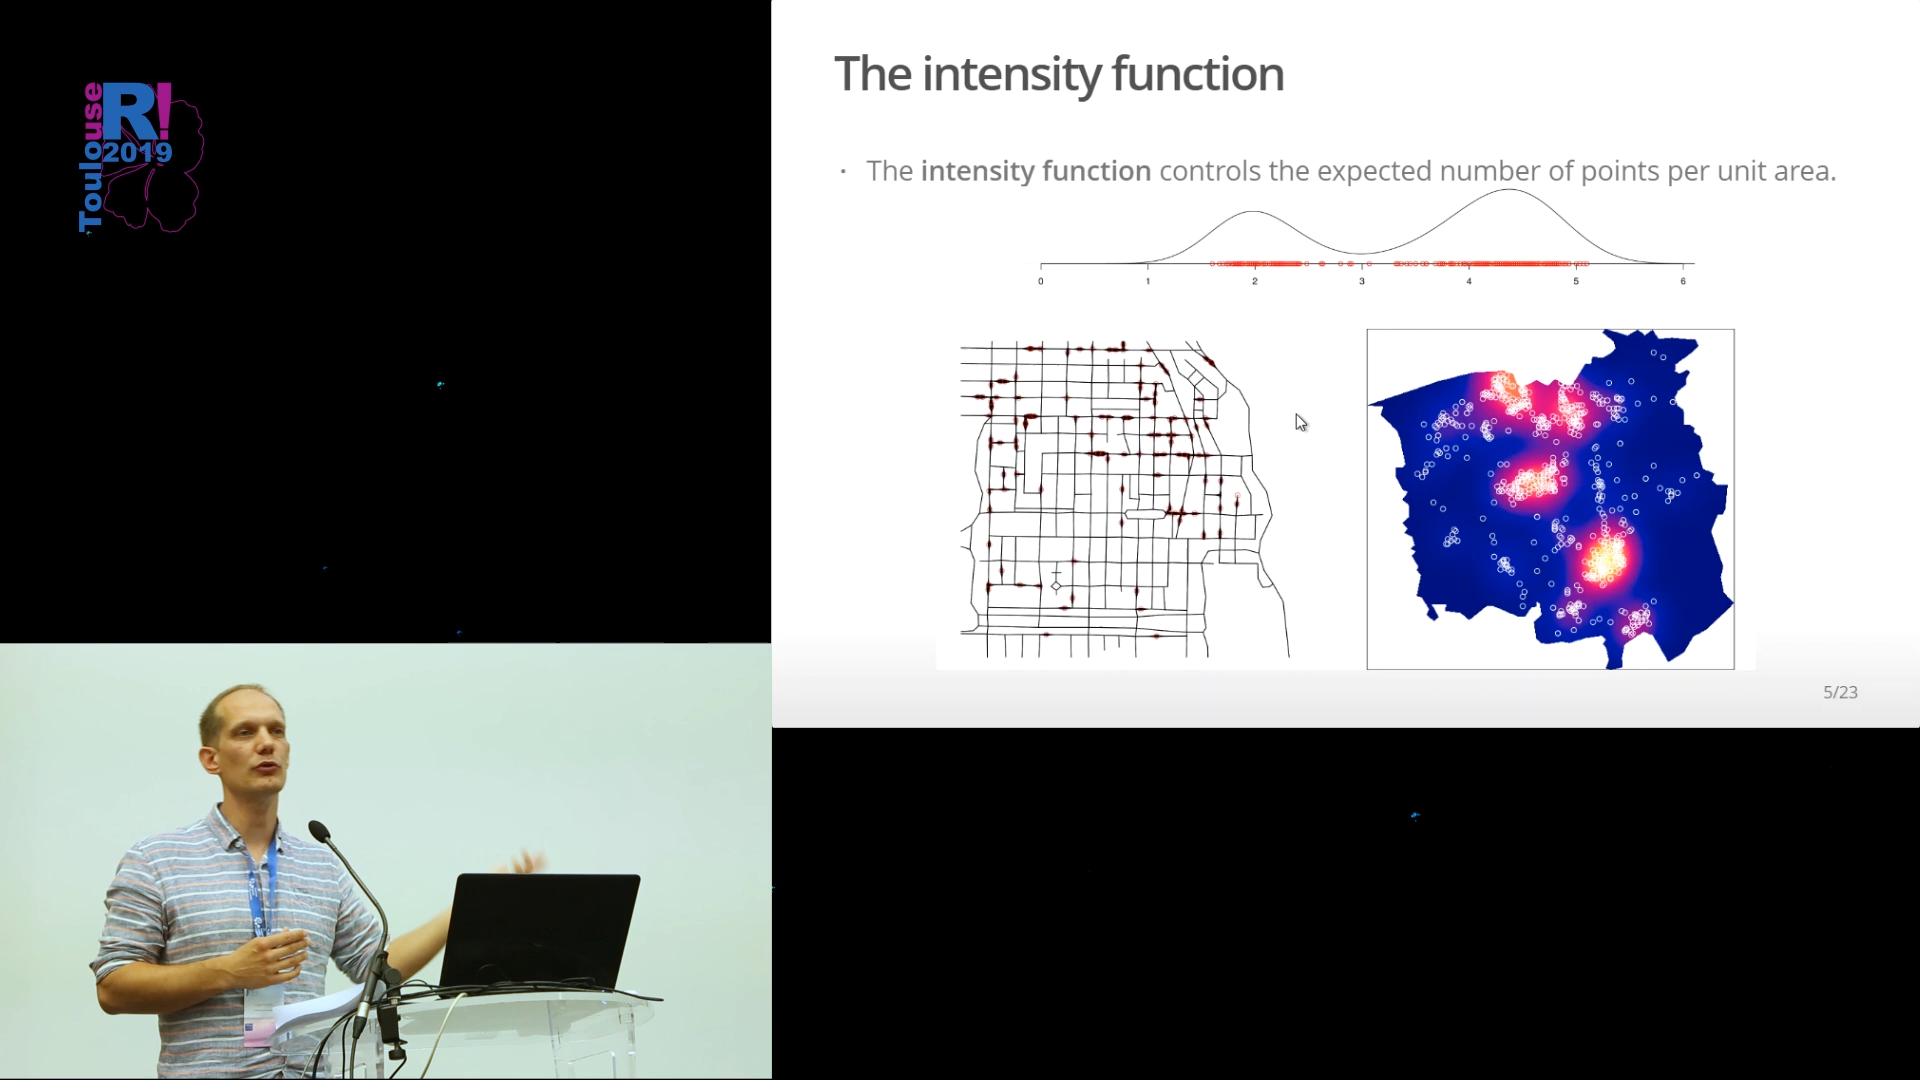 Toulouse
R!
2019
The intensity function
· The intensity function controls the expected number of points per unit area.
0 1 2 3 4 5 6
5/23